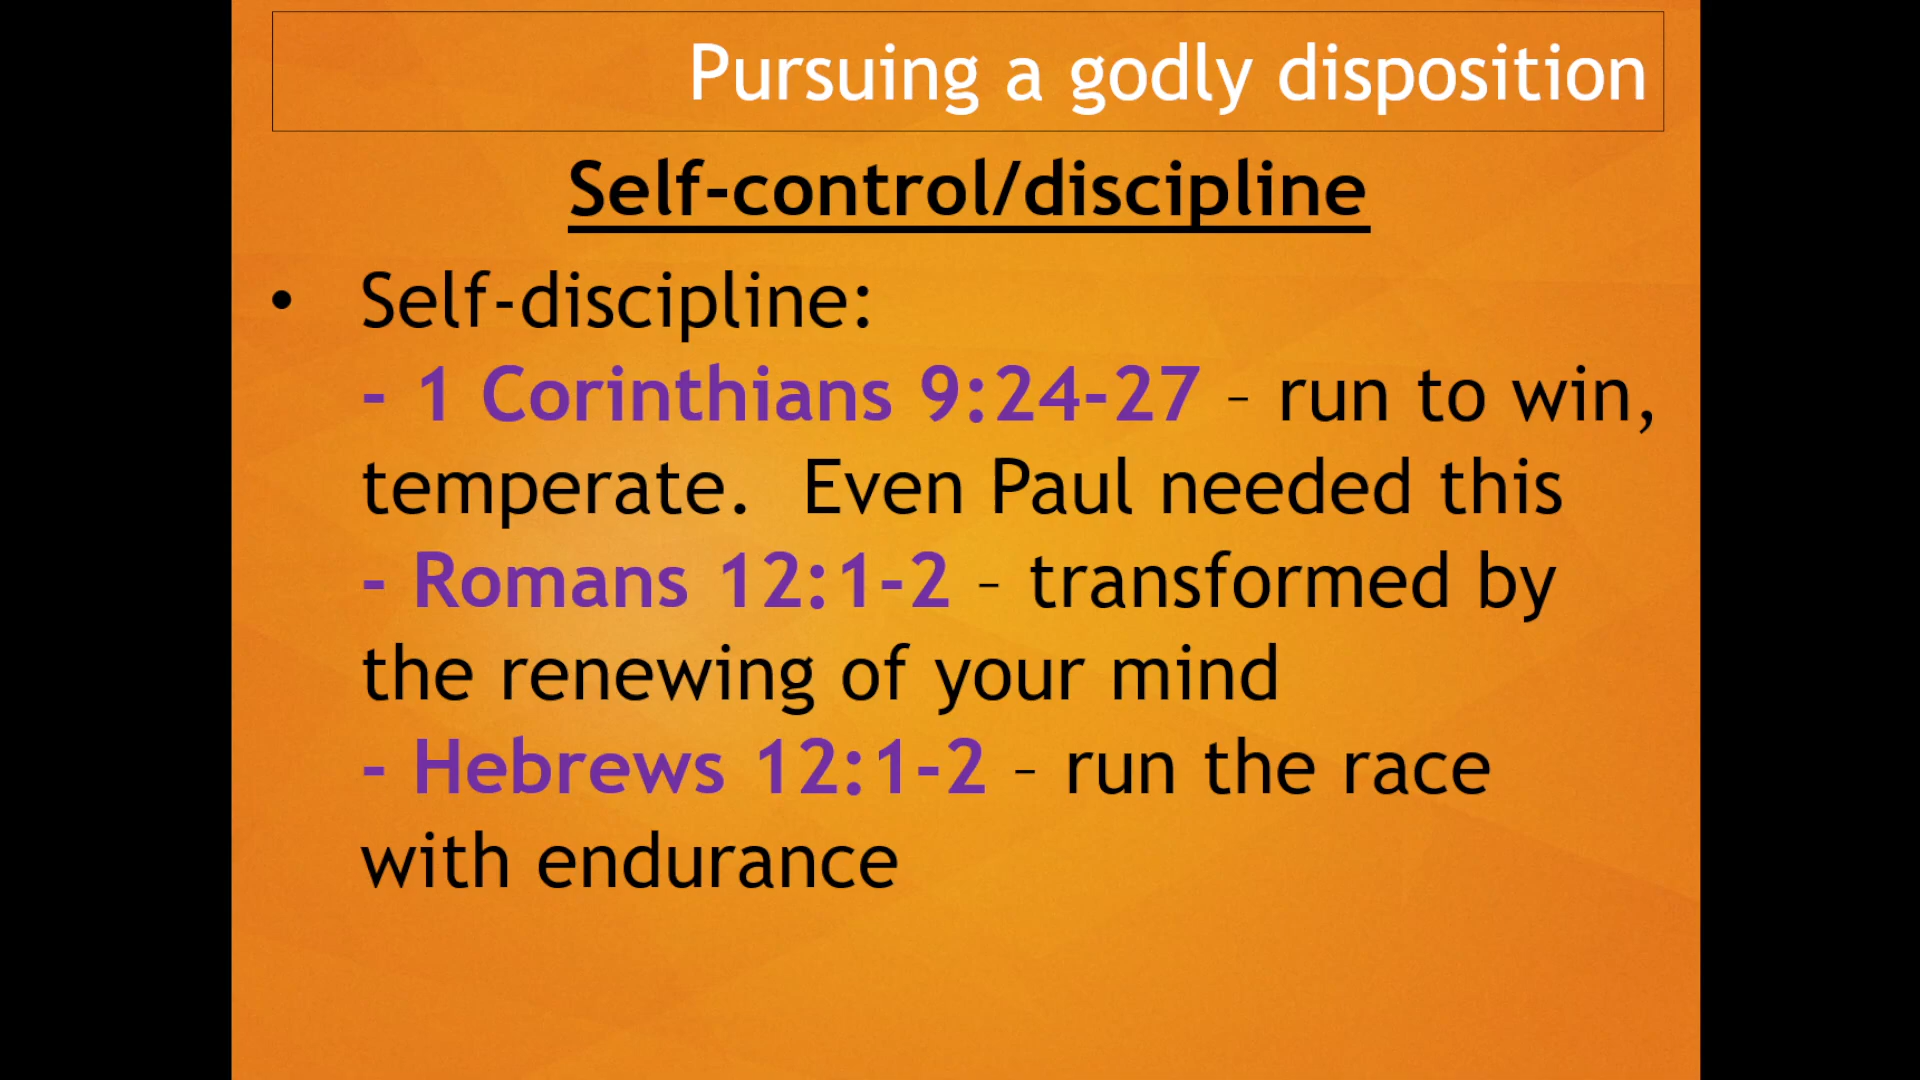 Pursuing a godly disposition
Self-control/discipline
• Self-discipline:
- 1 Corinthians 9:24-27 – run to win,
temperate.  Even Paul needed this
- Romans 12:1-2 – transformed by
the renewing of your mind
- Hebrews 12:1-2 – run the race
with endurance